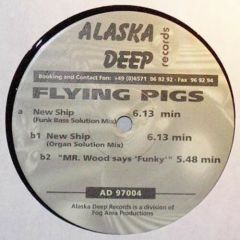 ALASKA
DEEP
records
Booking and Contact Fon: +49 (0)4571 96 92 92 - Fax 96 92 94
FLYING PIGS
a New Ship 6.13 min
(Funk Bass Solution Mix)
b1 New Ship 6.13 min
(Organ Solution Mix)
b2 "MR. Wood says 'Funky'" 5.48 min
AD 97004
Alaska Deep Records is a division of
Fog Area Productions